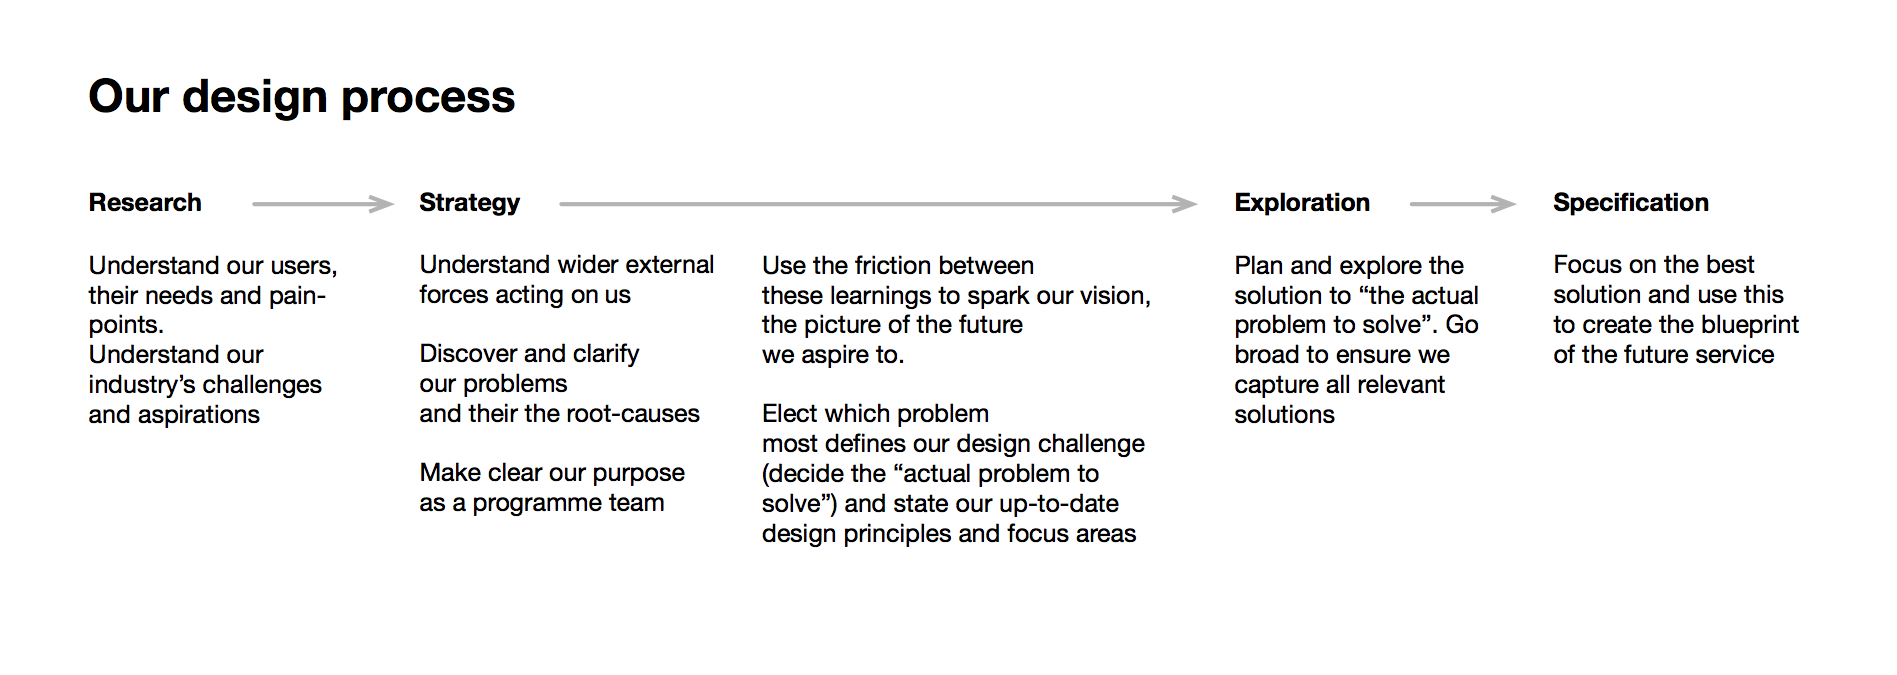 Our design process
Research
Understand our users,
their needs and pain-
points.
Understand our
industry’s challenges
and aspirations
Strategy
Understand wider external
forces acting on us
Discover and clarify
our problems
and their the root-causes
Make clear our purpose
as a programme team
Use the friction between
these learnings to spark our vision,
the picture of the future
we aspire to.
Elect which problem
most defines our design challenge
(decide the “actual problem to
solve”) and state our up-to-date
design principles and focus areas
Exploration
Plan and explore the
solution to “the actual
problem to solve”. Go
broad to ensure we
capture all relevant
solutions
Specification
Focus on the best
solution and use this
to create the blueprint
of the future service